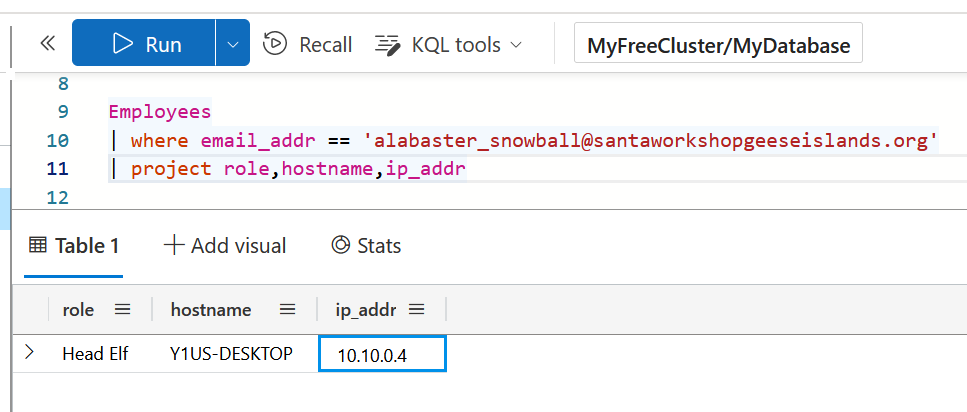 Run Recall KQL tools MyFreeCluster/MyDatabase
8
9 Employees
10 | where email_addr == 'alabaster_snowball@santaworkshopgeeseislands.org'
11 | project role,hostname,ip_addr
12
Table 1 Add visual Stats
role hostname ip_addr
Head Elf Y1US-DESKTOP 10.10.0.4